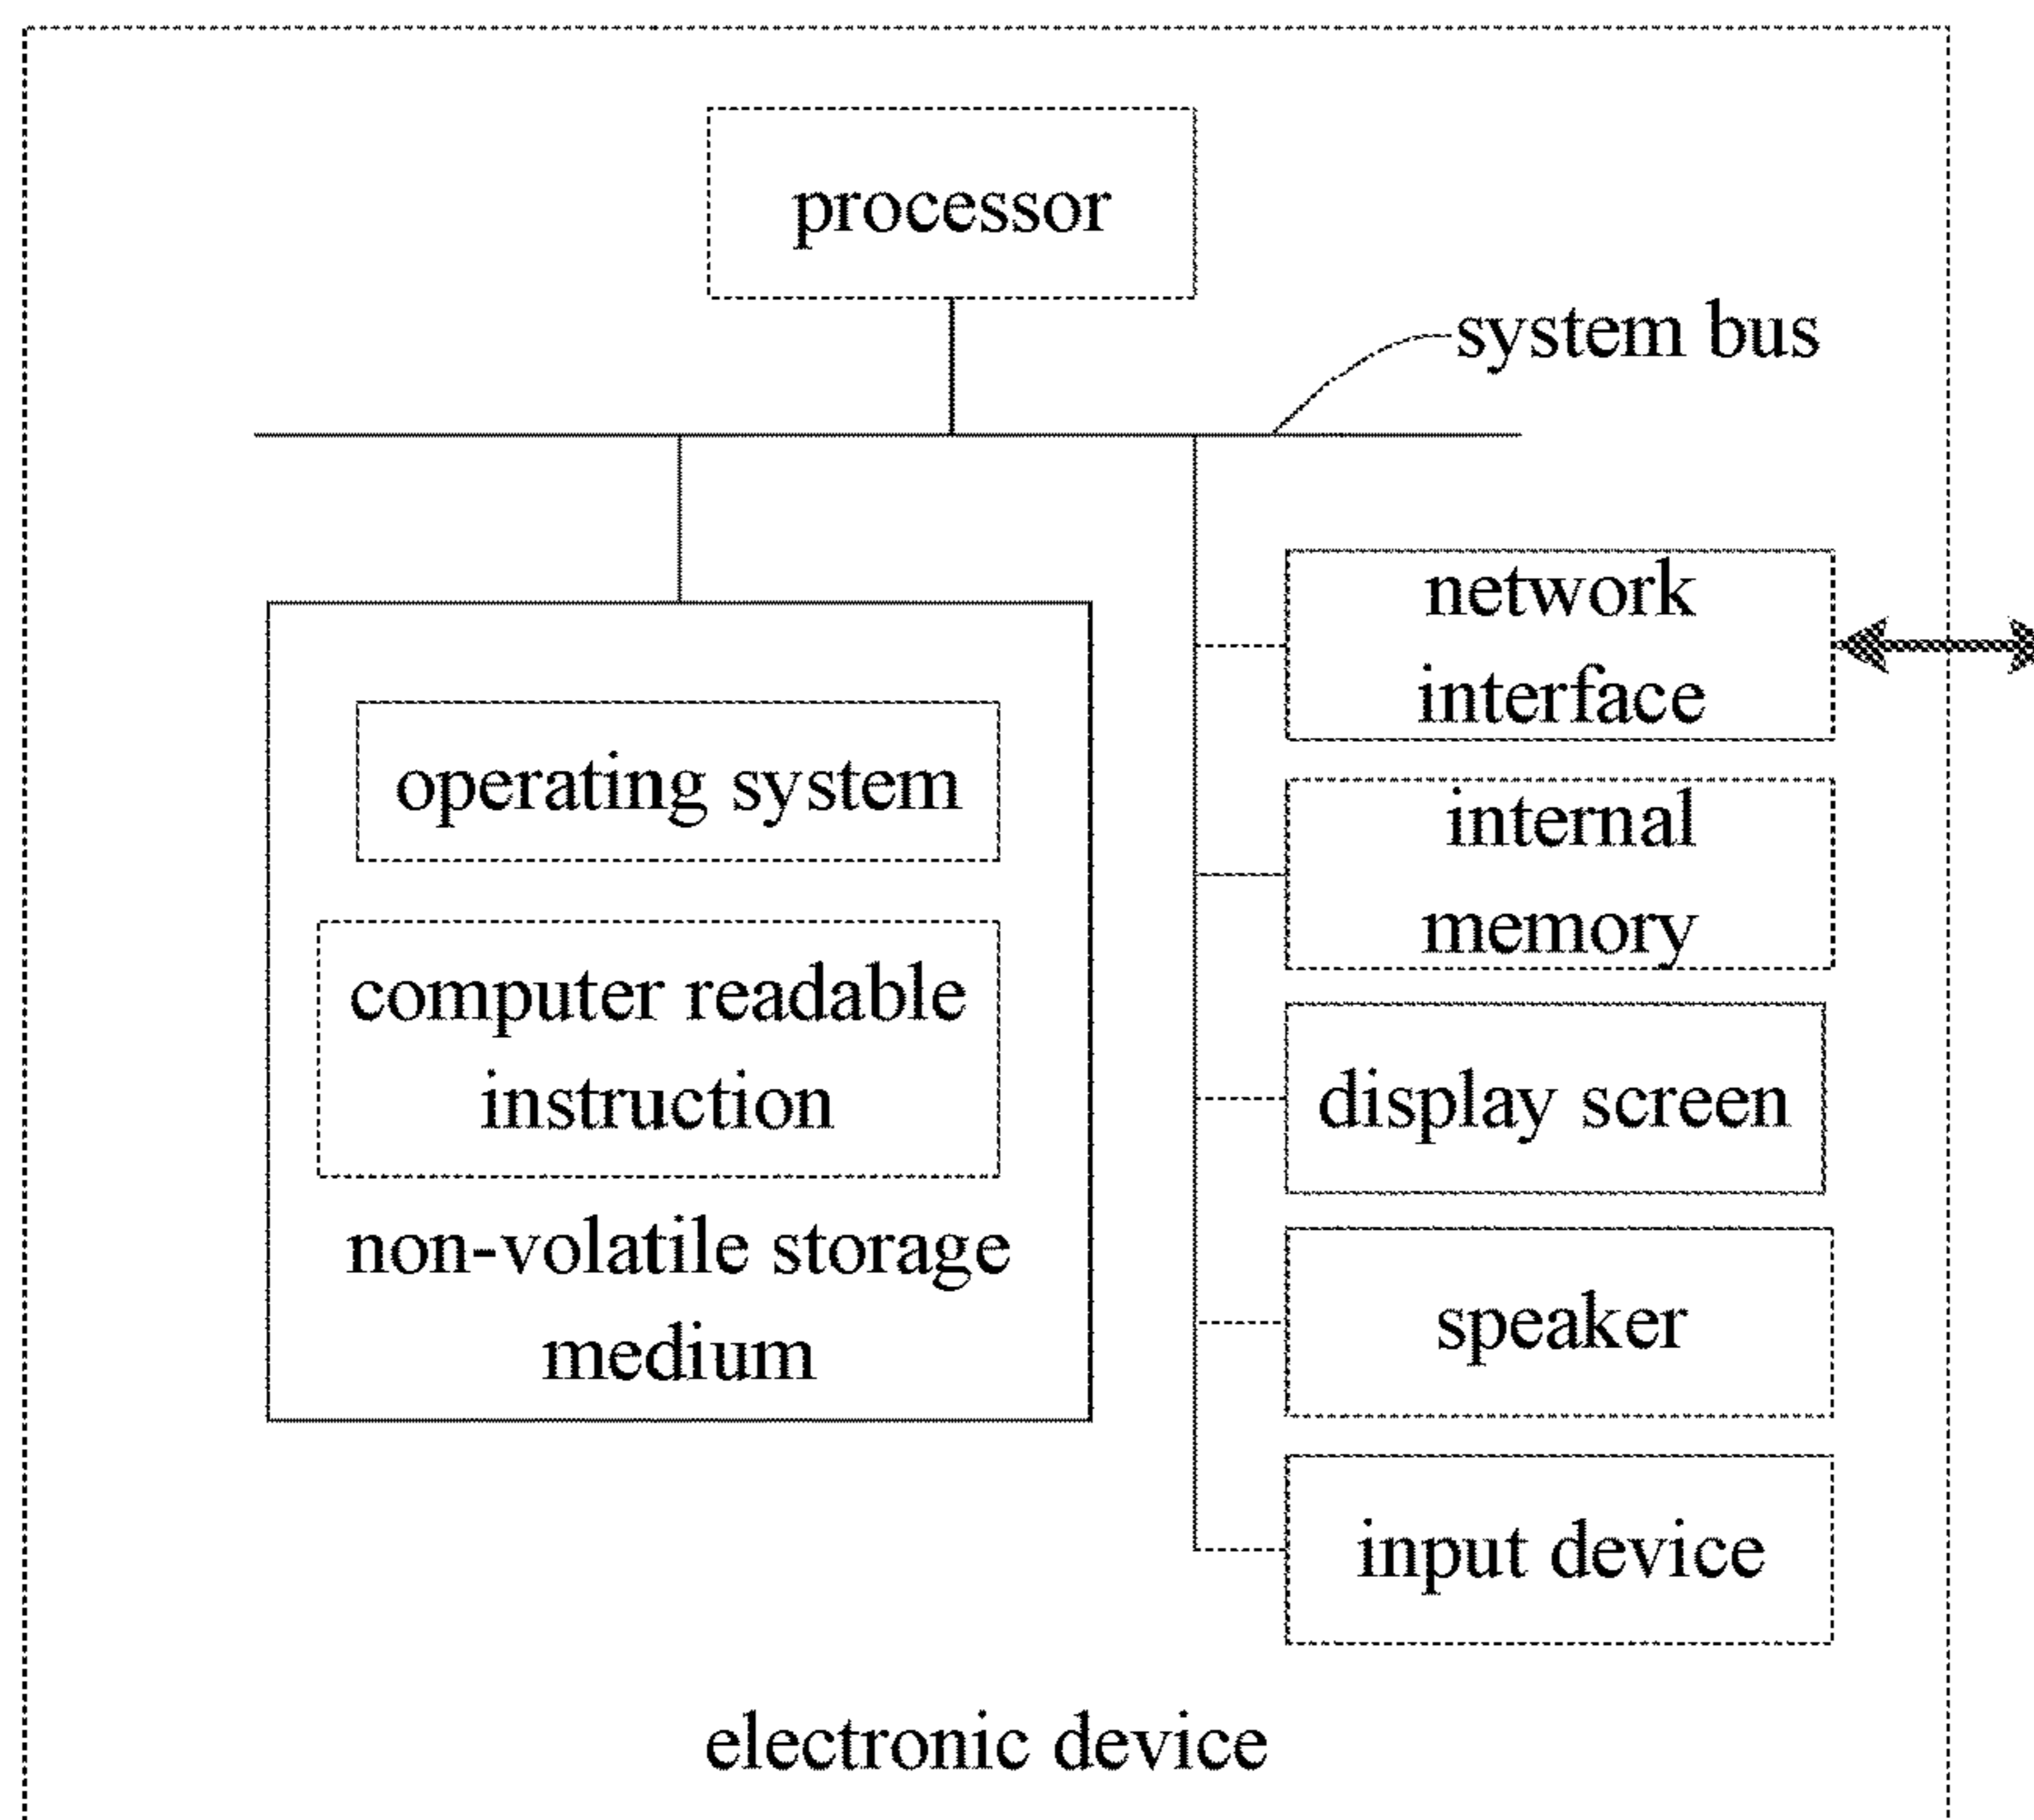 processor
system bus
operating system
computer readable
instruction
non-volatile storage
medium
network
interface
internal
memory
display screen
speaker
input device
electronic device